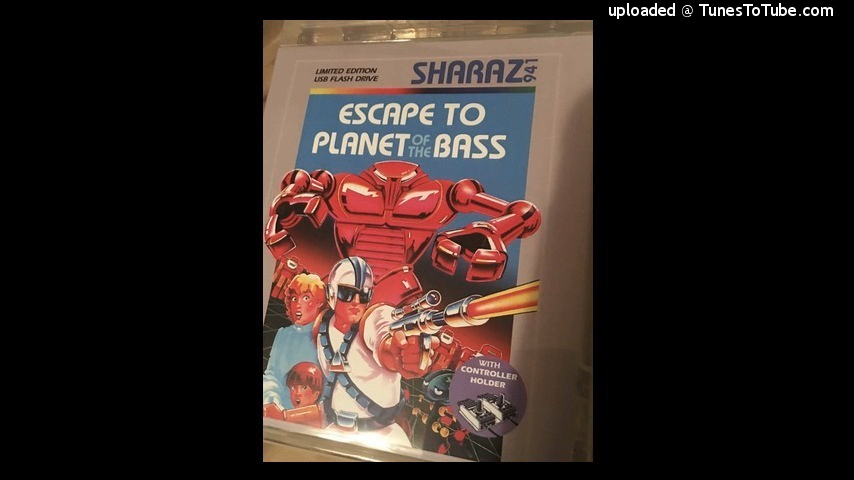 uploaded @ TunesToTube.com
LIMITED EDITION
USB FLASH DRIVE
SHARAZ 941
ESCAPE TO
PLANET OF THE BASS
WITH
CONTROLLER
HOLDER